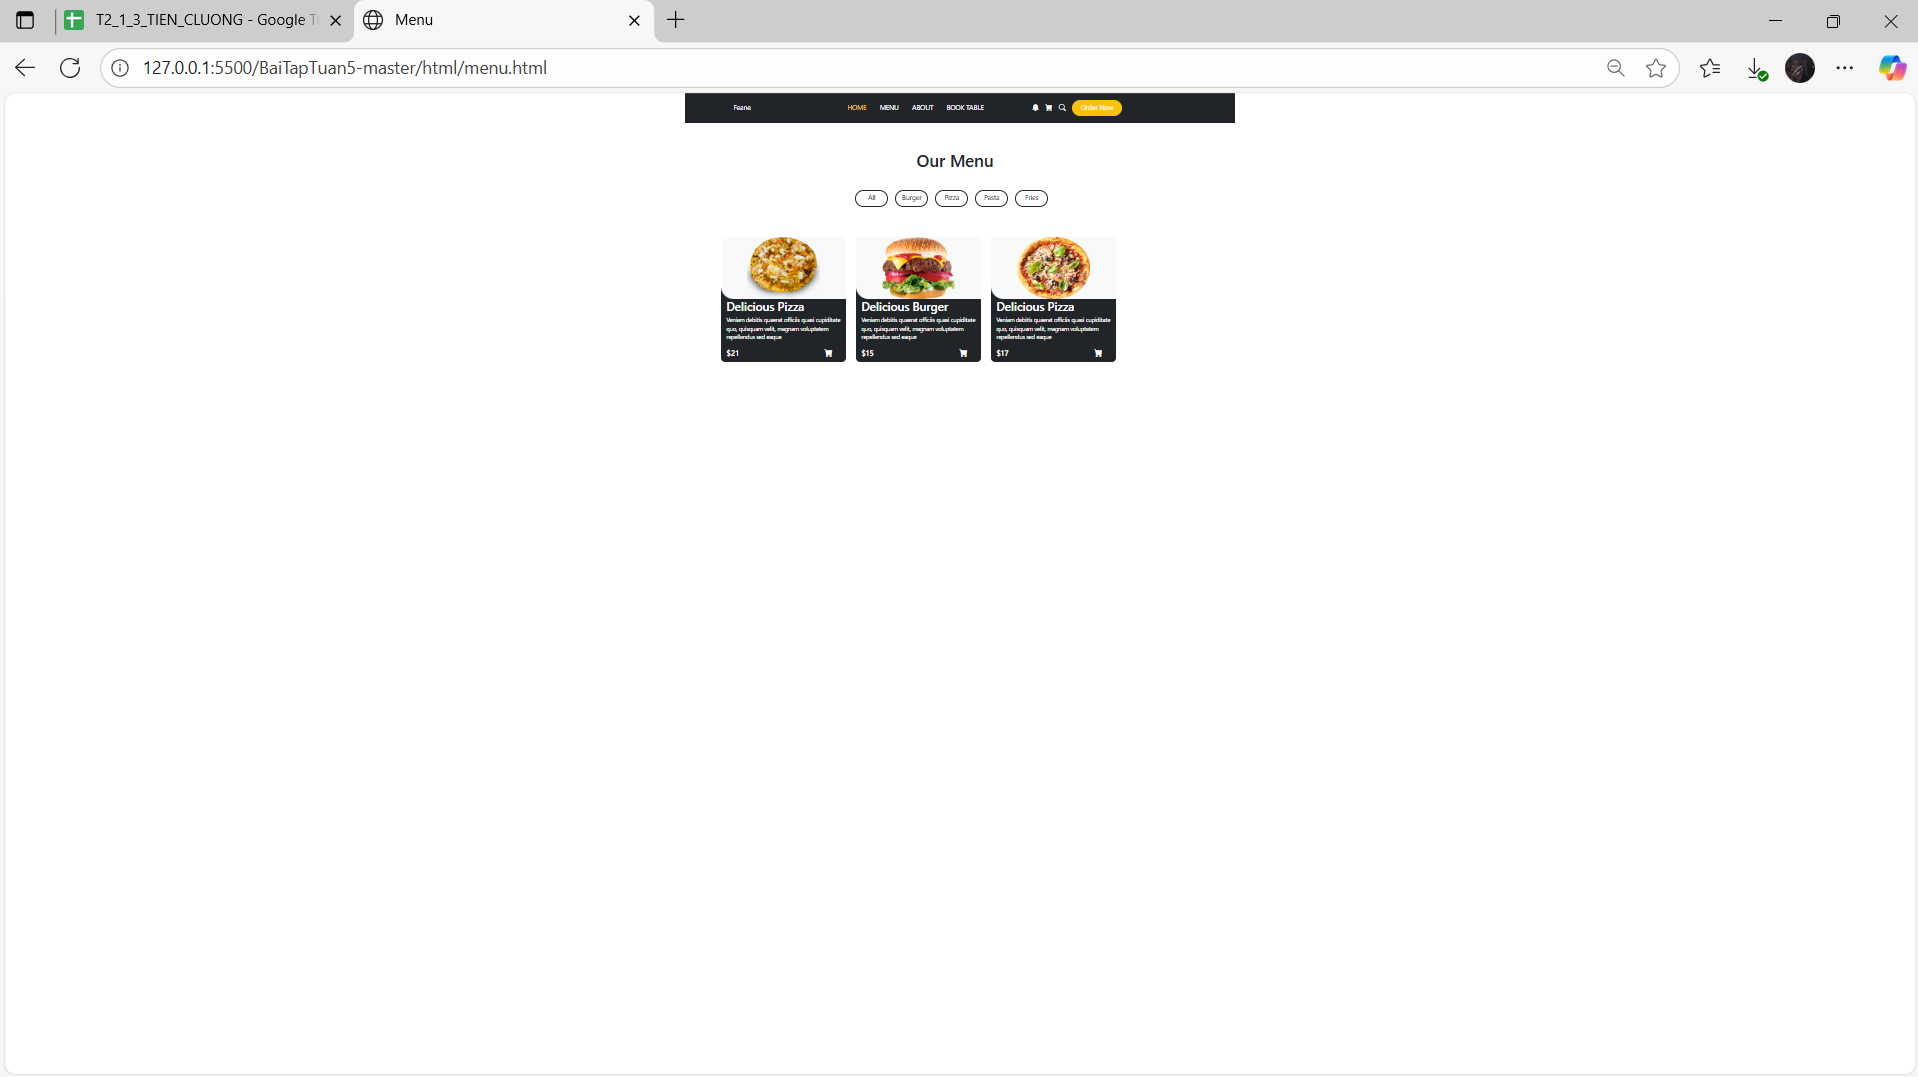 T2_1_3_TIEN_CLUONG - Google T
Menu
127.0.0.1:5500/BaiTapTuan5-master/html/menu.html
Feane HOME MENU ABOUT BOOK TABLE Order Now
Our Menu
All Burger Pizza Pasta Fries
Delicious Pizza
Veniam debitis quaerat officiis quasi cupiditate
quo, quisquam velit, magnam voluptatem
repellendus sed eaque
$21
Delicious Burger
Veniam debitis quaerat officiis quasi cupiditate
quo, quisquam velit, magnam voluptatem
repellendus sed eaque
$15
Delicious Pizza
Veniam debitis quaerat officiis quasi cupiditate
quo, quisquam velit, magnam voluptatem
repellendus sed eaque
$17